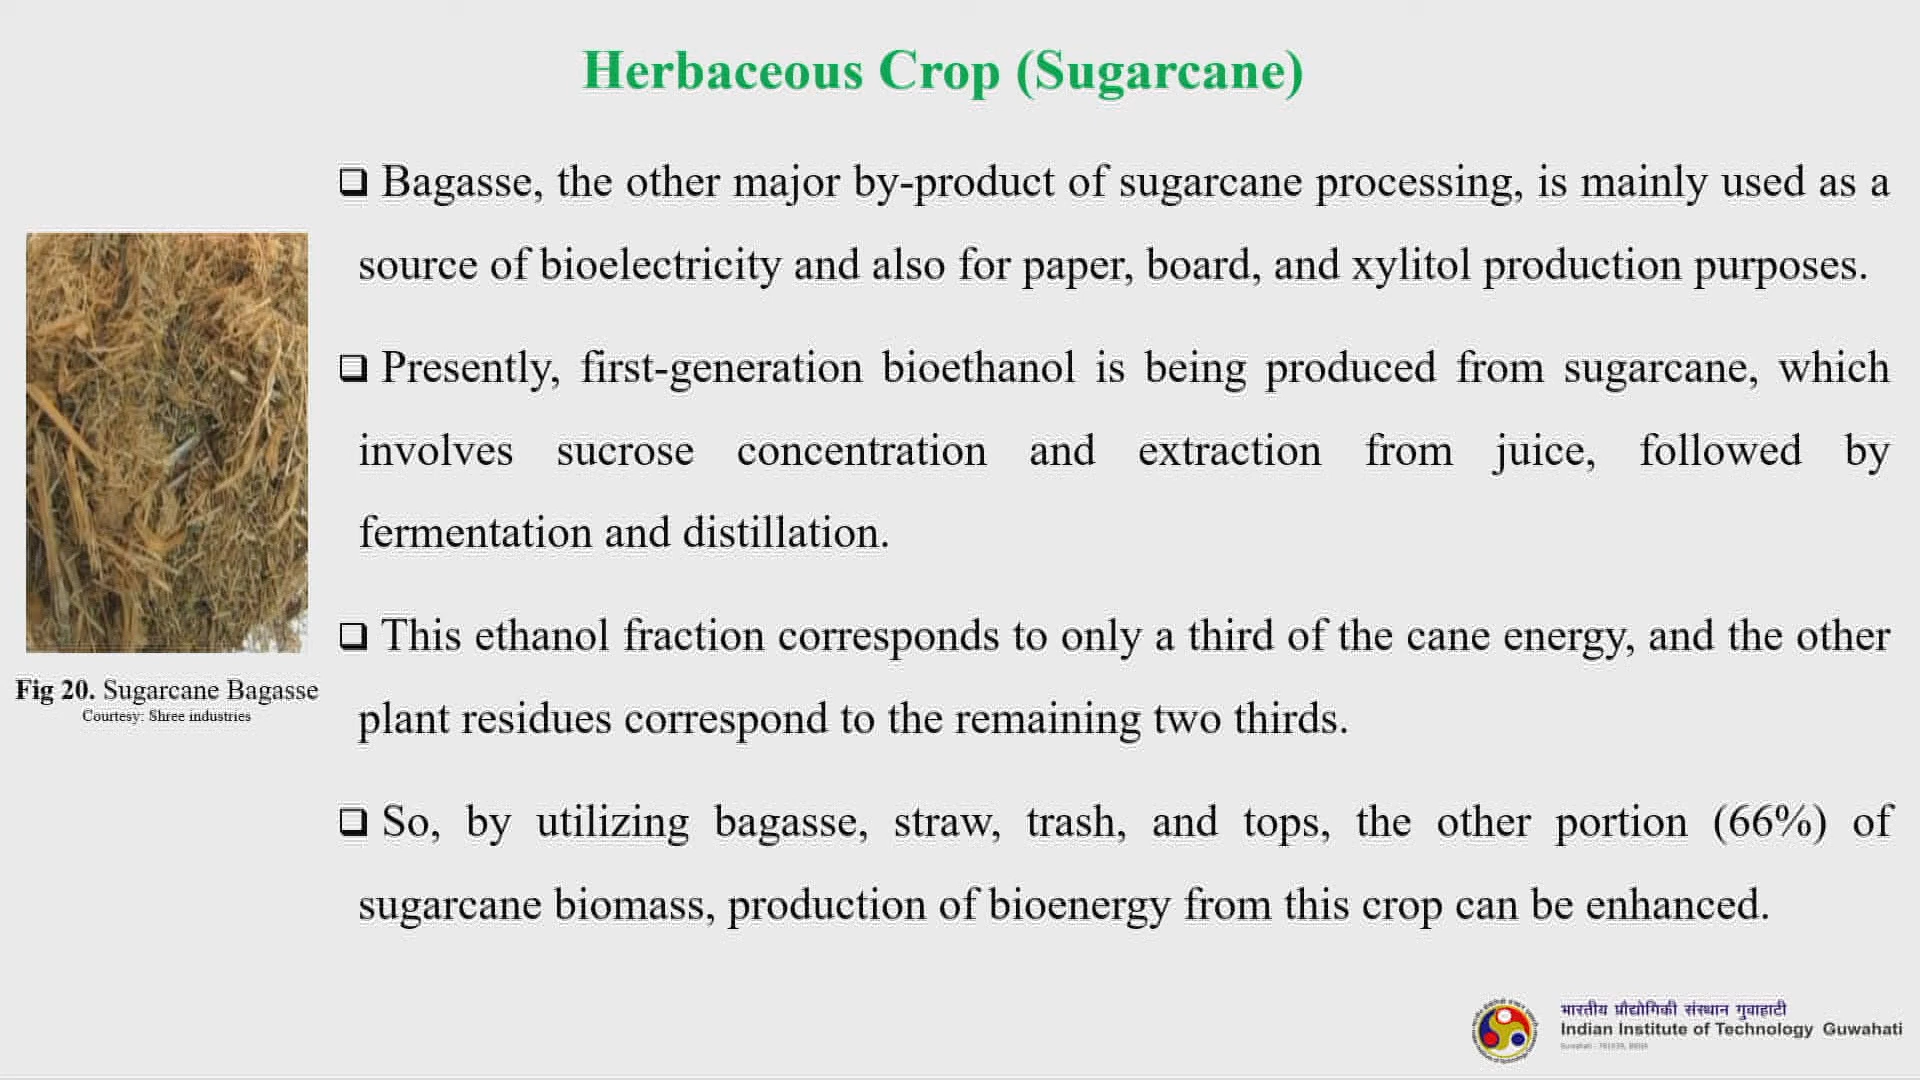 Herbaceous Crop (Sugarcane)
❑ Bagasse, the other major by-product of sugarcane processing, is mainly used as a
source of bioelectricity and also for paper, board, and xylitol production purposes.
❑ Presently, first-generation bioethanol is being produced from sugarcane, which
involves sucrose concentration and extraction from juice, followed by
fermentation and distillation.
❑ This ethanol fraction corresponds to only a third of the cane energy, and the other
plant residues correspond to the remaining two thirds.
❑ So, by utilizing bagasse, straw, trash, and tops, the other portion (66%) of
sugarcane biomass, production of bioenergy from this crop can be enhanced.
Fig 20. Sugarcane Bagasse
Courtesy: Shree industries
भारतीय प्रौद्योगिकी संस्थान गुवाहाटी
Indian Institute of Technology Guwahati
Guwahati - 781039, INDIA